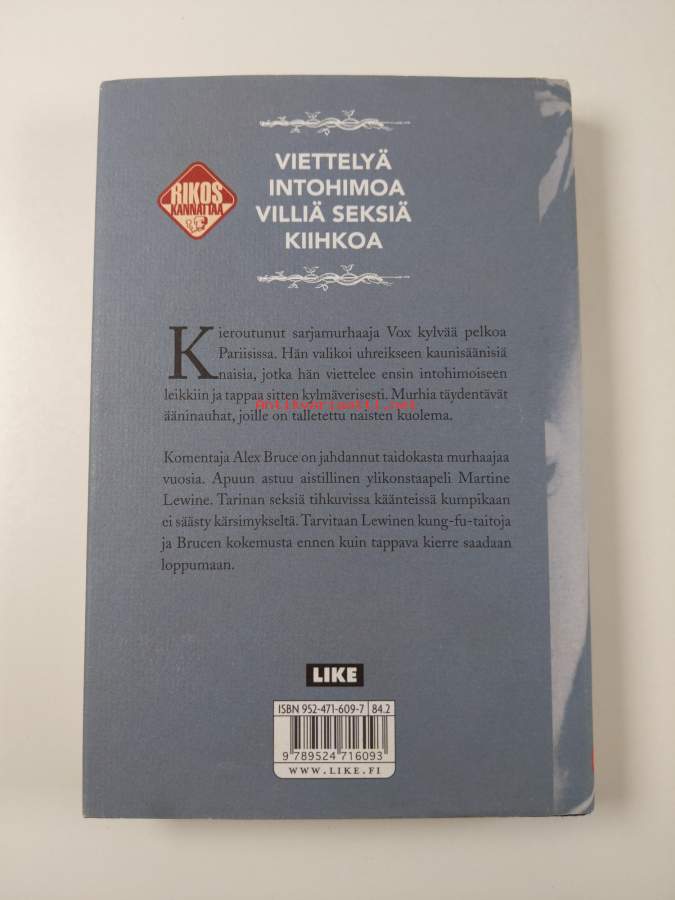 VIETTELYÄ
INTOHIMOA
VILLIÄ SEKSIÄ
KIIHKOA
RIKOS
KANNATTAA
Kieroutunut sarjamurhaaja Vox kylvää pelkoa
Pariisissa. Hän valikoi uhreikseen kaunisäänisiä
naisia, jotka hän viettelee ensin intohimoiseen
leikkiin ja tappaa sitten kylmäverisesti. Murhia täydentävät
Antikvariaatti.net
ääninauhat, joille on talletettu naisten kuolema.
Komentaja Alex Bruce on jahdannut taidokasta murhaajaa
vuosia. Apuun astuu aistillinen ylikonstaapeli Martine
Lewine. Tarinan seksiä tihkuvissa käänteissä kumpikaan
ei säästy kärsimykseltä. Tarvitaan Lewinen kung-fu-taitoja
ja Brucen kokemusta ennen kuin tappava kierre saadaan
loppumaan.
LIKE
ISBN 952-471-609-7 84.2
9 789524 716093
WWW.LIKE.FI